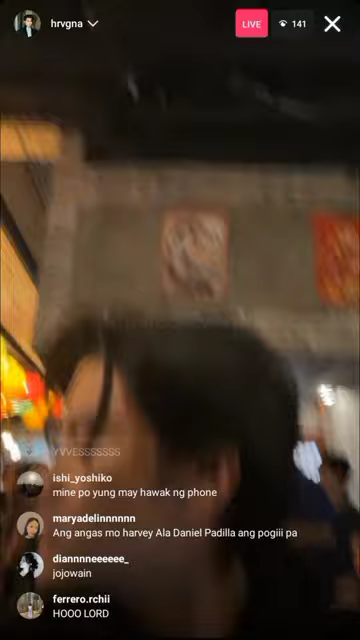 hrvgna
LIVE
141
YVVESSSSSSS
ishi_yoshiko
mine po yung may hawak ng phone
maryadelinnnnnn
Ang angas mo harvey Ala Daniel Padilla ang pogiii pa
diannnneeeeee_
jojowain
ferrero.rchii
HOOO LORD